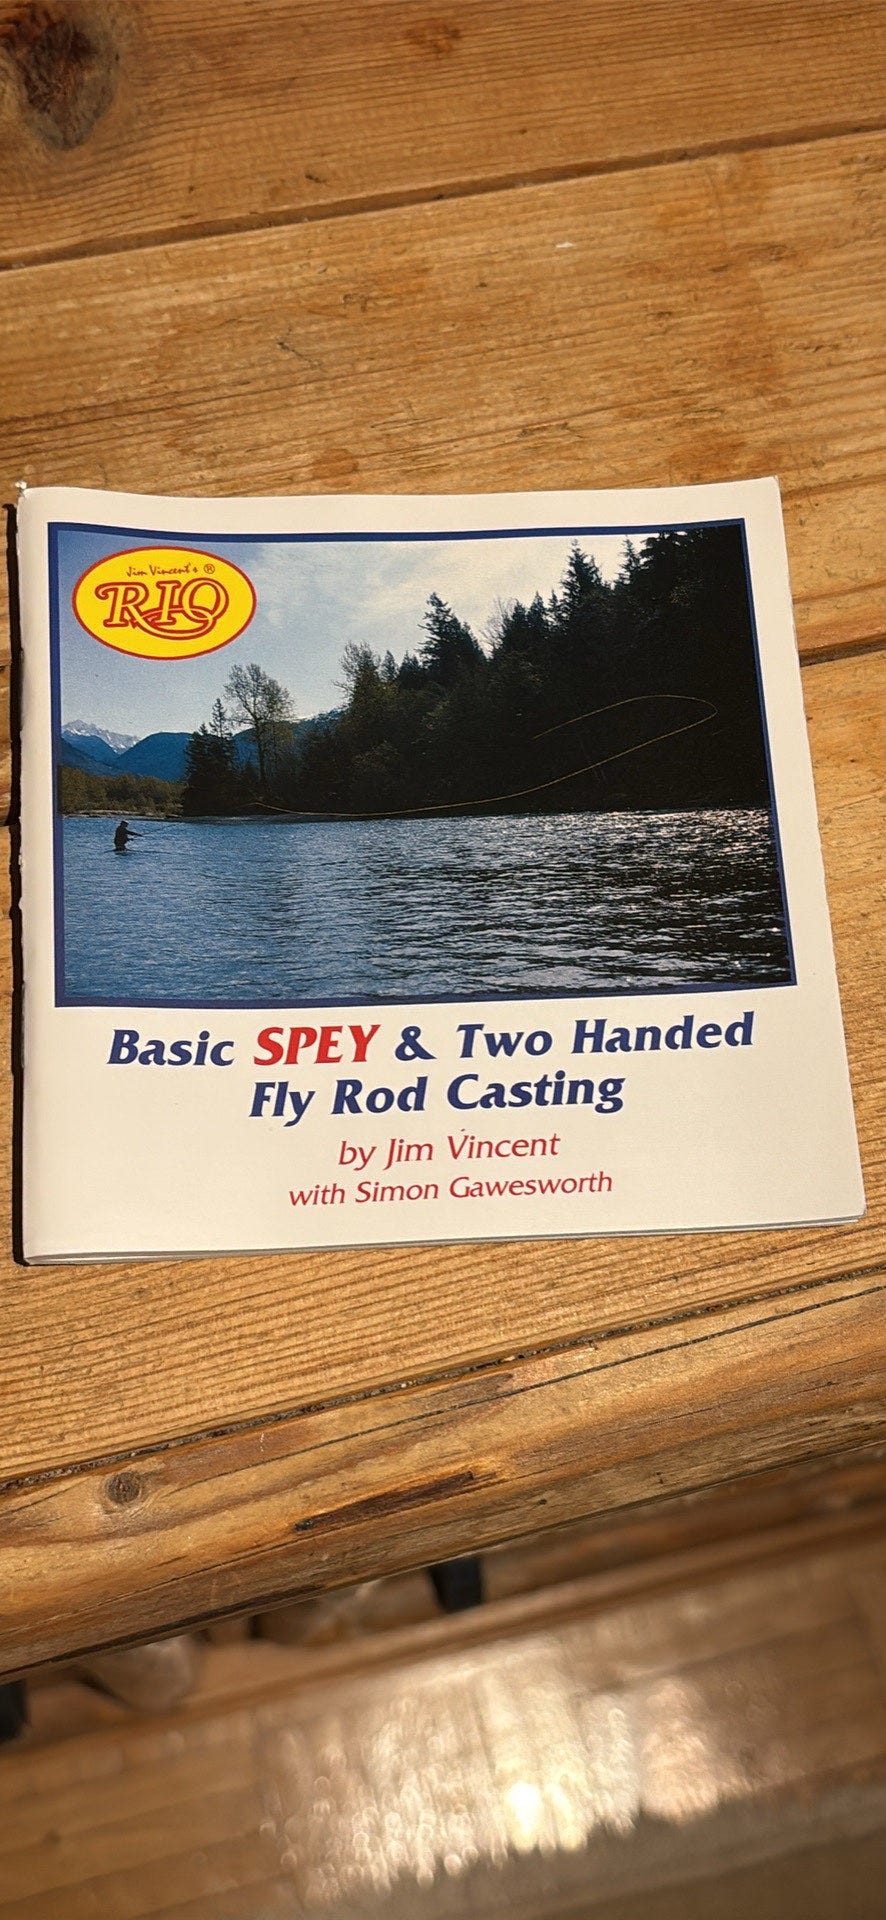 Jim Vincent's ®
RIO
Basic SPEY & Two Handed
Fly Rod Casting
by Jim Vincent
with Simon Gawesworth